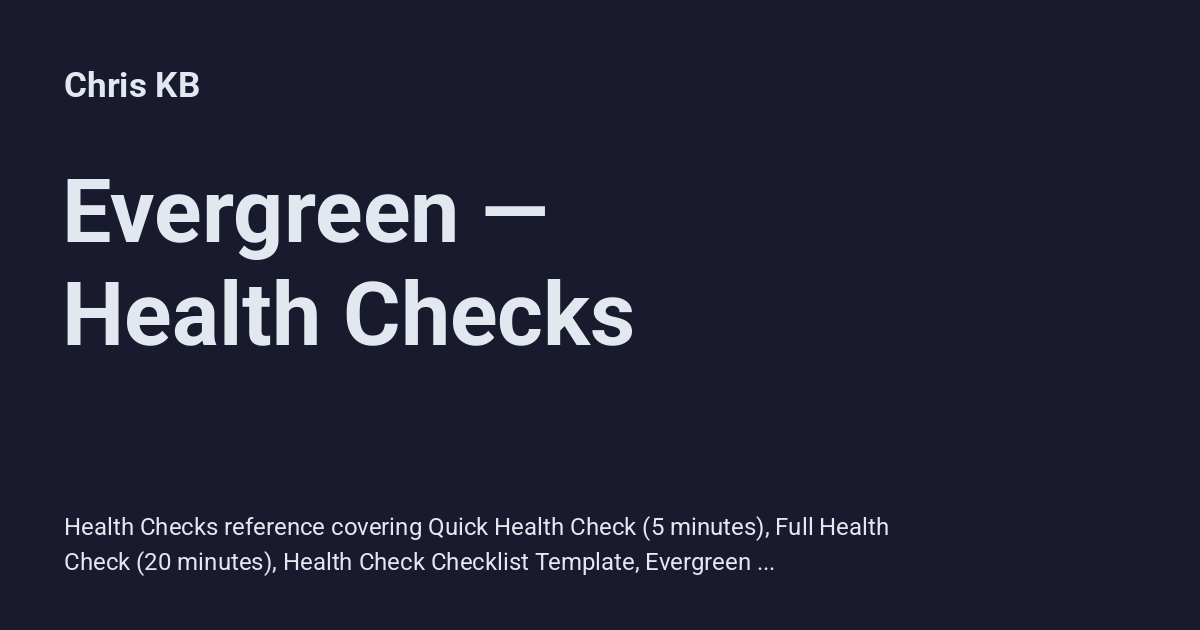 Chris KB
Evergreen —
Health Checks
Health Checks reference covering Quick Health Check (5 minutes), Full Health
Check (20 minutes), Health Check Checklist Template, Evergreen ...